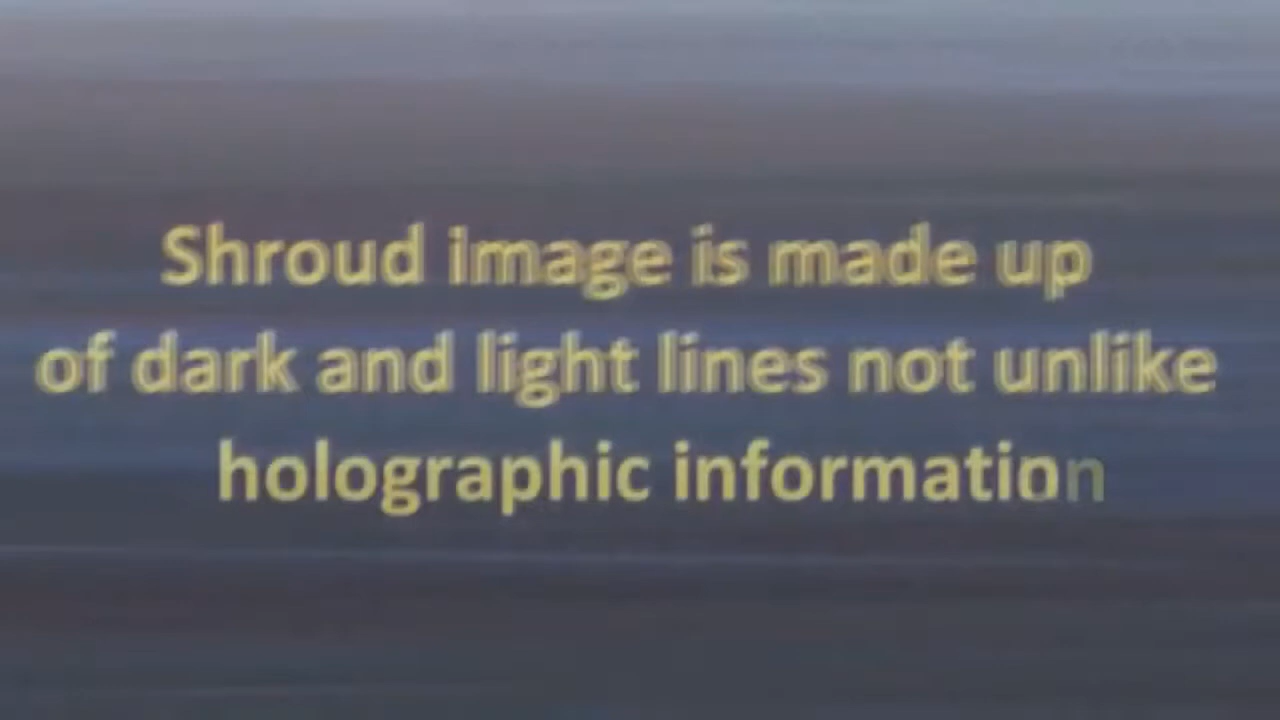 Shroud image is made up
of dark and light lines not unlike
holographic information